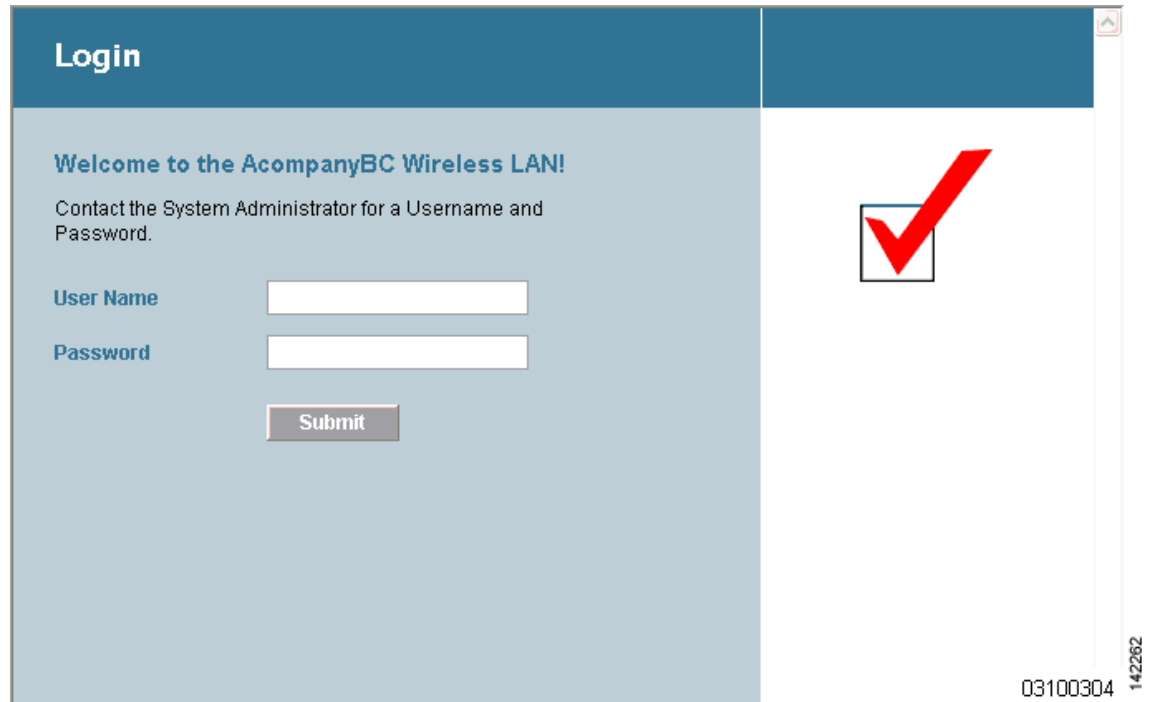 Login
Welcome to the AcompanyBC Wireless LAN!
Contact the System Administrator for a Username and
Password.
User Name
Password
Submit
03100304
142262